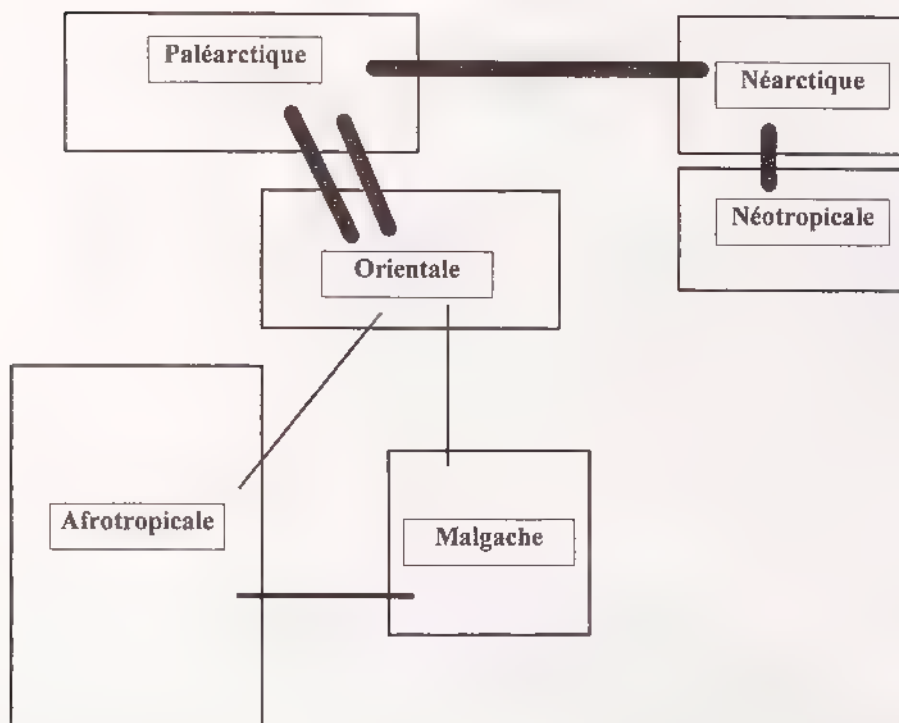 Paléarctique
Néarctique
Néotropicale
Orientale
Afrotropicale
Malgache